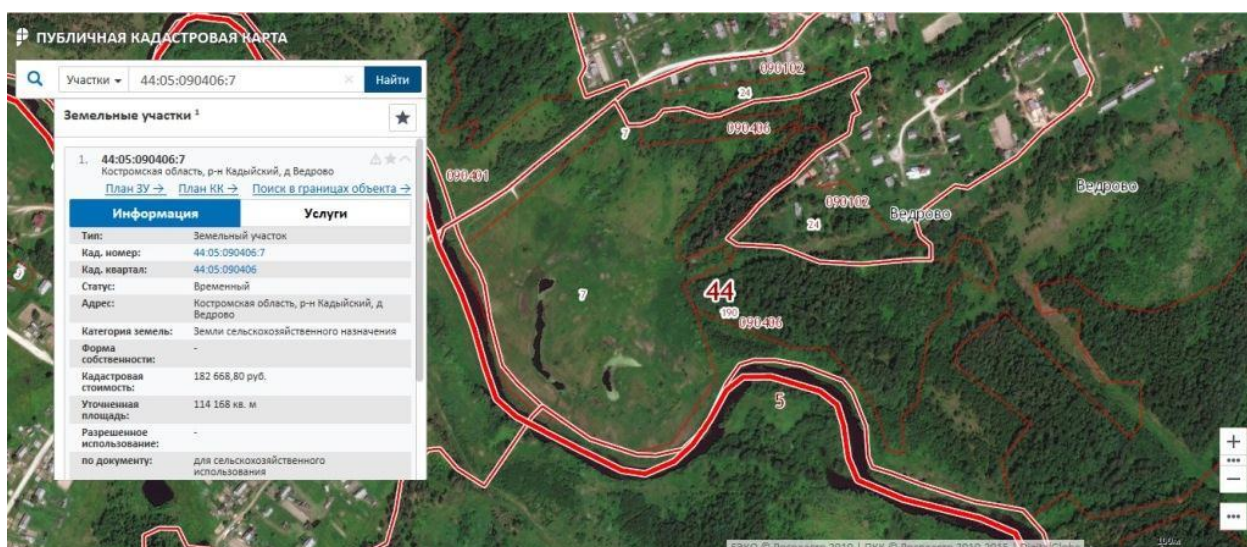 ПУБЛИЧНАЯ КАДАСТРОВАЯ КАРТА
Участки 44:05:090406:7 × Найти
Земельные участки 1
1. 44:05:090406:7
Костромская область, р-н Кадыйский, д Ведрово
План ЗУ → План КК → Поиск в границах объекта →
Информация Услуги
Тип: Земельный участок
Кад. номер: 44:05:090406:7
Кад. квартал: 44:05:090406
Статус: Временный
Адрес: Костромская область, р-н Кадыйский, д
Ведрово
Категория земель: Земли сельскохозяйственного назначения
Форма
собственности: -
Кадастровая
стоимость: 182 668,80 руб.
Уточненная
площадь: 114 168 кв. м
Разрешенное
использование: -
по документу: для сельскохозяйственного
использования
090102
24
7
090406
090401
Ведрово
090102
Ведрово
24
7
44
190
090406
5
100м